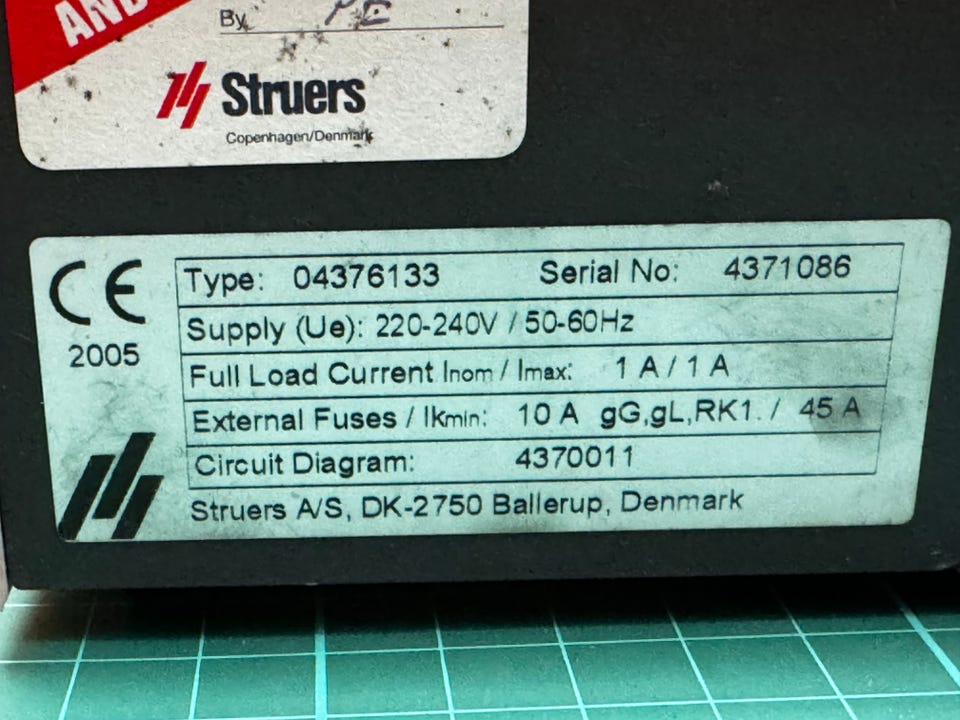 AND
By PE
Struers
Copenhagen/Denmark
CE
2005
Type: 04376133 Serial No: 4371086
Supply (Ue): 220-240V / 50-60Hz
Full Load Current Inom / Imax: 1 A / 1 A
External Fuses / Ikmin: 10 A gG,gL,RK1. / 45 A
Circuit Diagram: 4370011
Struers A/S, DK-2750 Ballerup, Denmark